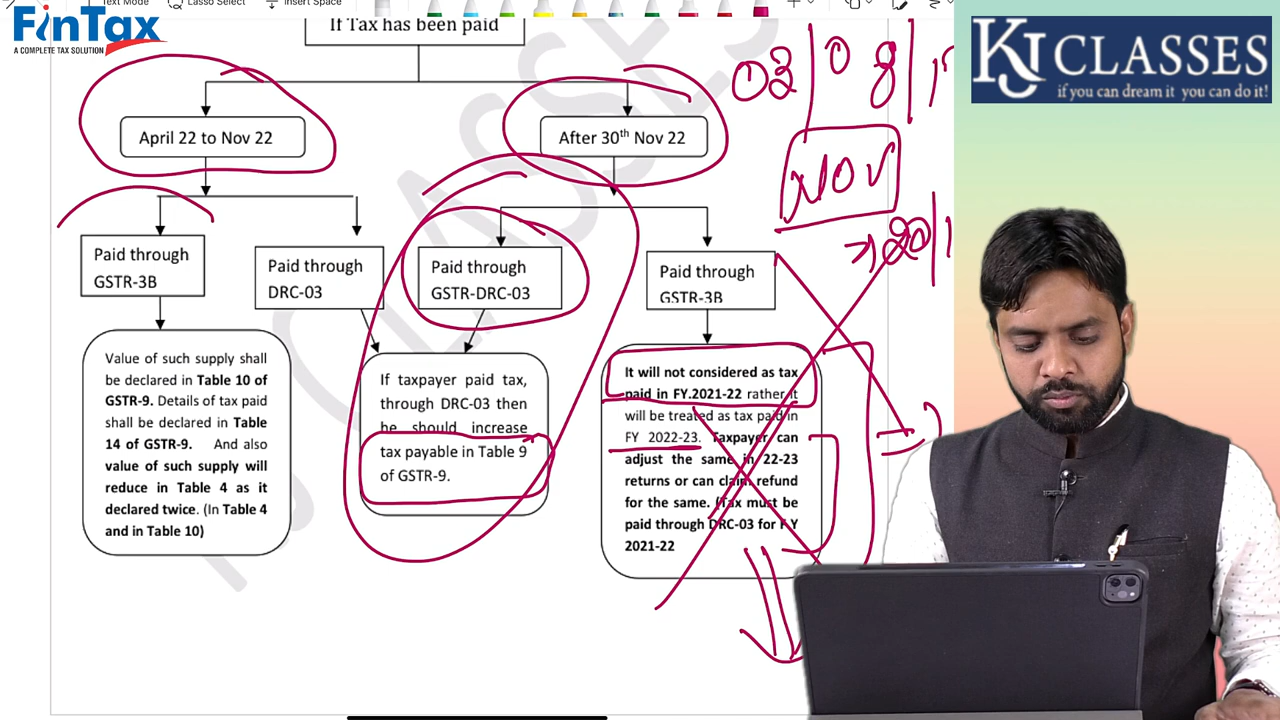 Text Mode
Lasso Select
Insert Space
FinTax
A COMPLETE TAX SOLUTION
KJ CLASSES
if you can dream it you can do it!
If Tax has been paid
03
0
8
April 22 to Nov 22
After 30th Nov 22
NOV
Paid through
GSTR-3B
Paid through
DRC-03
Paid through
GSTR-DRC-03
Paid through
GSTR-3B
Value of such supply shall
be declared in Table 10 of
GSTR-9. Details of tax paid
shall be declared in Table
14 of GSTR-9. And also
value of such supply will
reduce in Table 4 as it
declared twice. (In Table 4
and in Table 10)
If taxpayer paid tax,
through DRC-03 then
he should increase
tax payable in Table 9
of GSTR-9.
It will not considered as tax
paid in FY.2021-22 rather it
will be treated as tax paid in
FY 2022-23. Taxpayer can
adjust the same in 22-23
returns or can claim refund
for the same. (Tax must be
paid through DRC-03 for F Y
2021-22
CLASSES